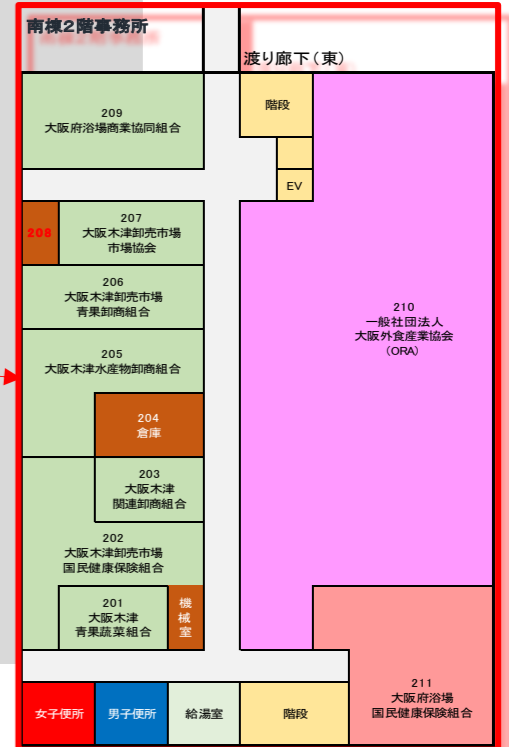 南棟2階事務所
渡り廊下(東)
209
大阪府浴場商業協同組合
階段
EV
208
207
大阪木津卸売市場
市場協会
206
大阪木津卸売市場
青果卸商組合
210
一般社団法人
大阪外食産業協会
(ORA)
205
大阪木津水産物卸商組合
204
倉庫
203
大阪木津
関連卸商組合
202
大阪木津卸売市場
国民健康保険組合
201
大阪木津
青果蔬菜組合
機
械
室
211
大阪府浴場
国民健康保険組合
女子便所
男子便所
給湯室
階段